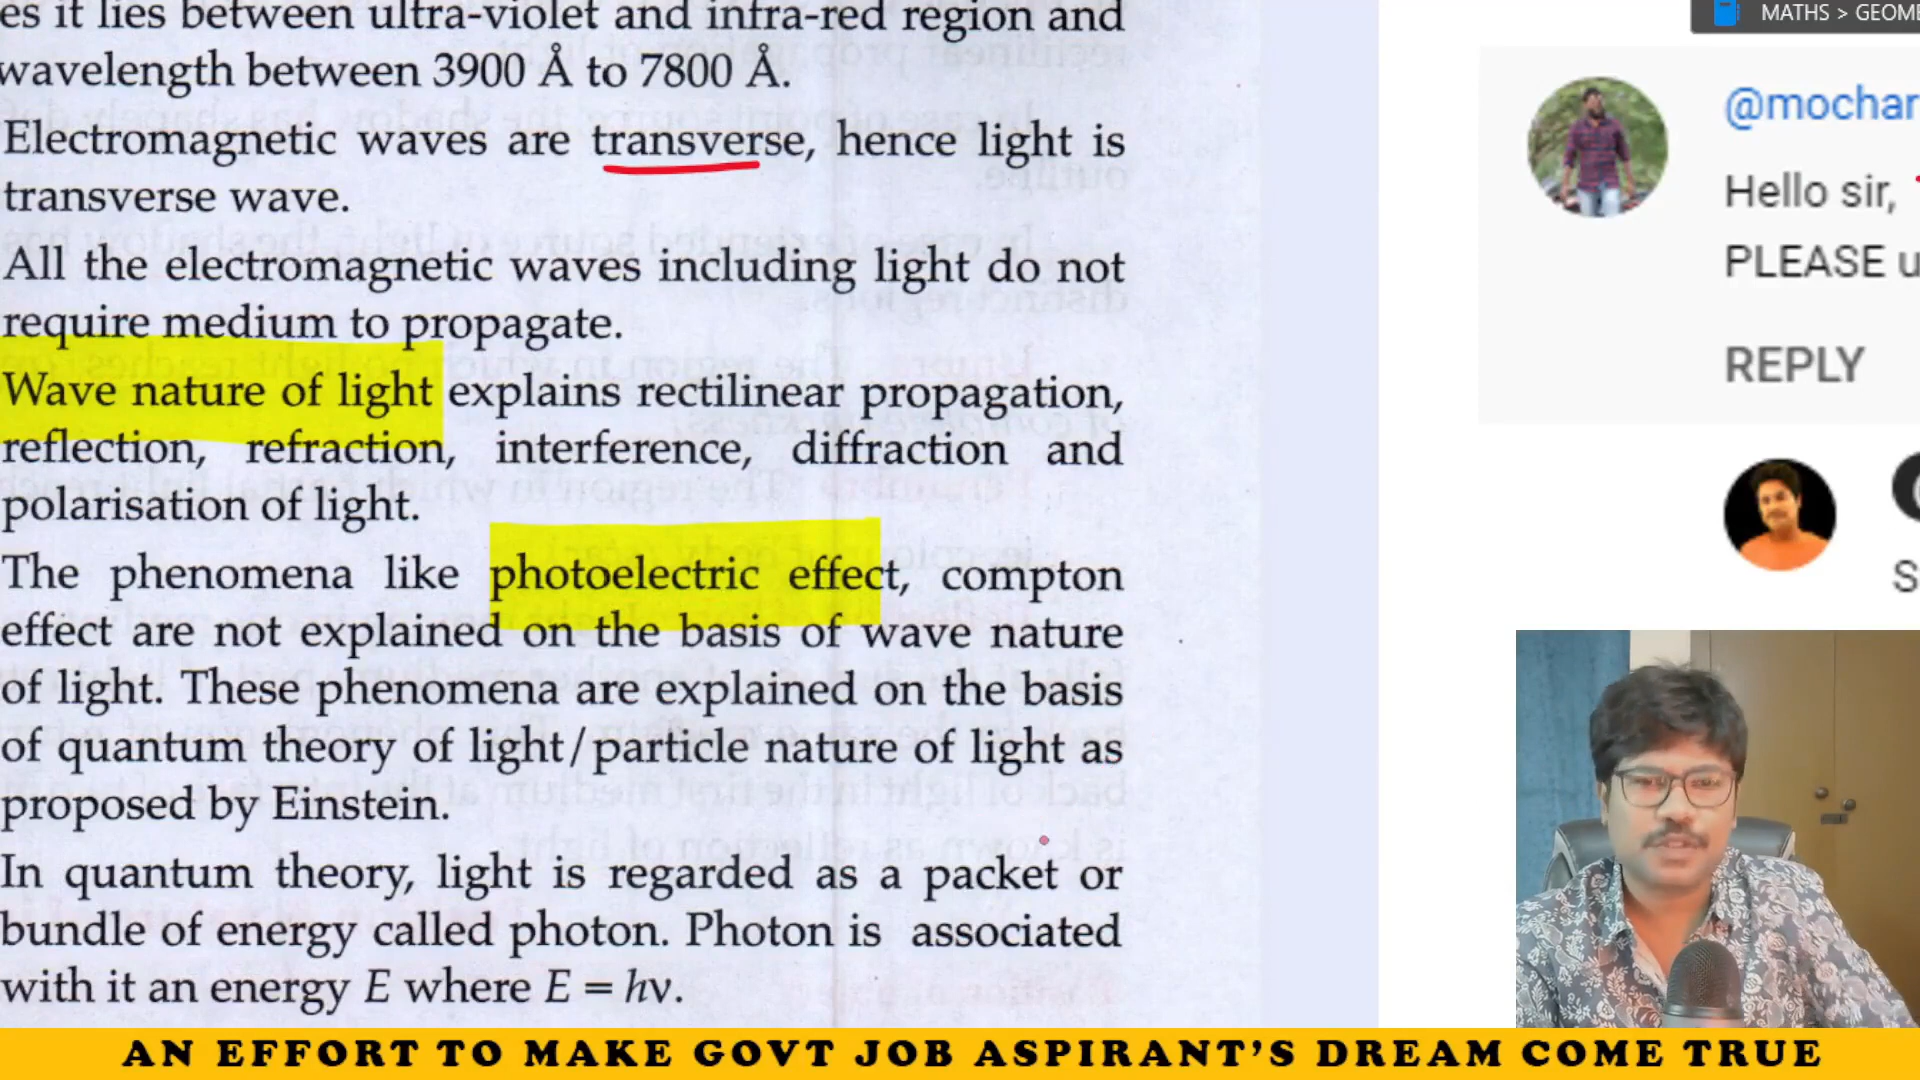 es it lies between ultra-violet and infra-red region and
wavelength between 3900 Å to 7800 Å.
Electromagnetic waves are transverse, hence light is
transverse wave.
All the electromagnetic waves including light do not
require medium to propagate.
Wave nature of light explains rectilinear propagation,
reflection, refraction, interference, diffraction and
polarisation of light.
The phenomena like photoelectric effect, compton
effect are not explained on the basis of wave nature
of light. These phenomena are explained on the basis
of quantum theory of light/particle nature of light as
proposed by Einstein.
In quantum theory, light is regarded as a packet or
bundle of energy called photon. Photon is associated
with it an energy E where E = hν.
MATHS > GEOME
@mochar
Hello sir,
PLEASE u
REPLY
S
AN EFFORT TO MAKE GOVT JOB ASPIRANT'S DREAM COME TRUE